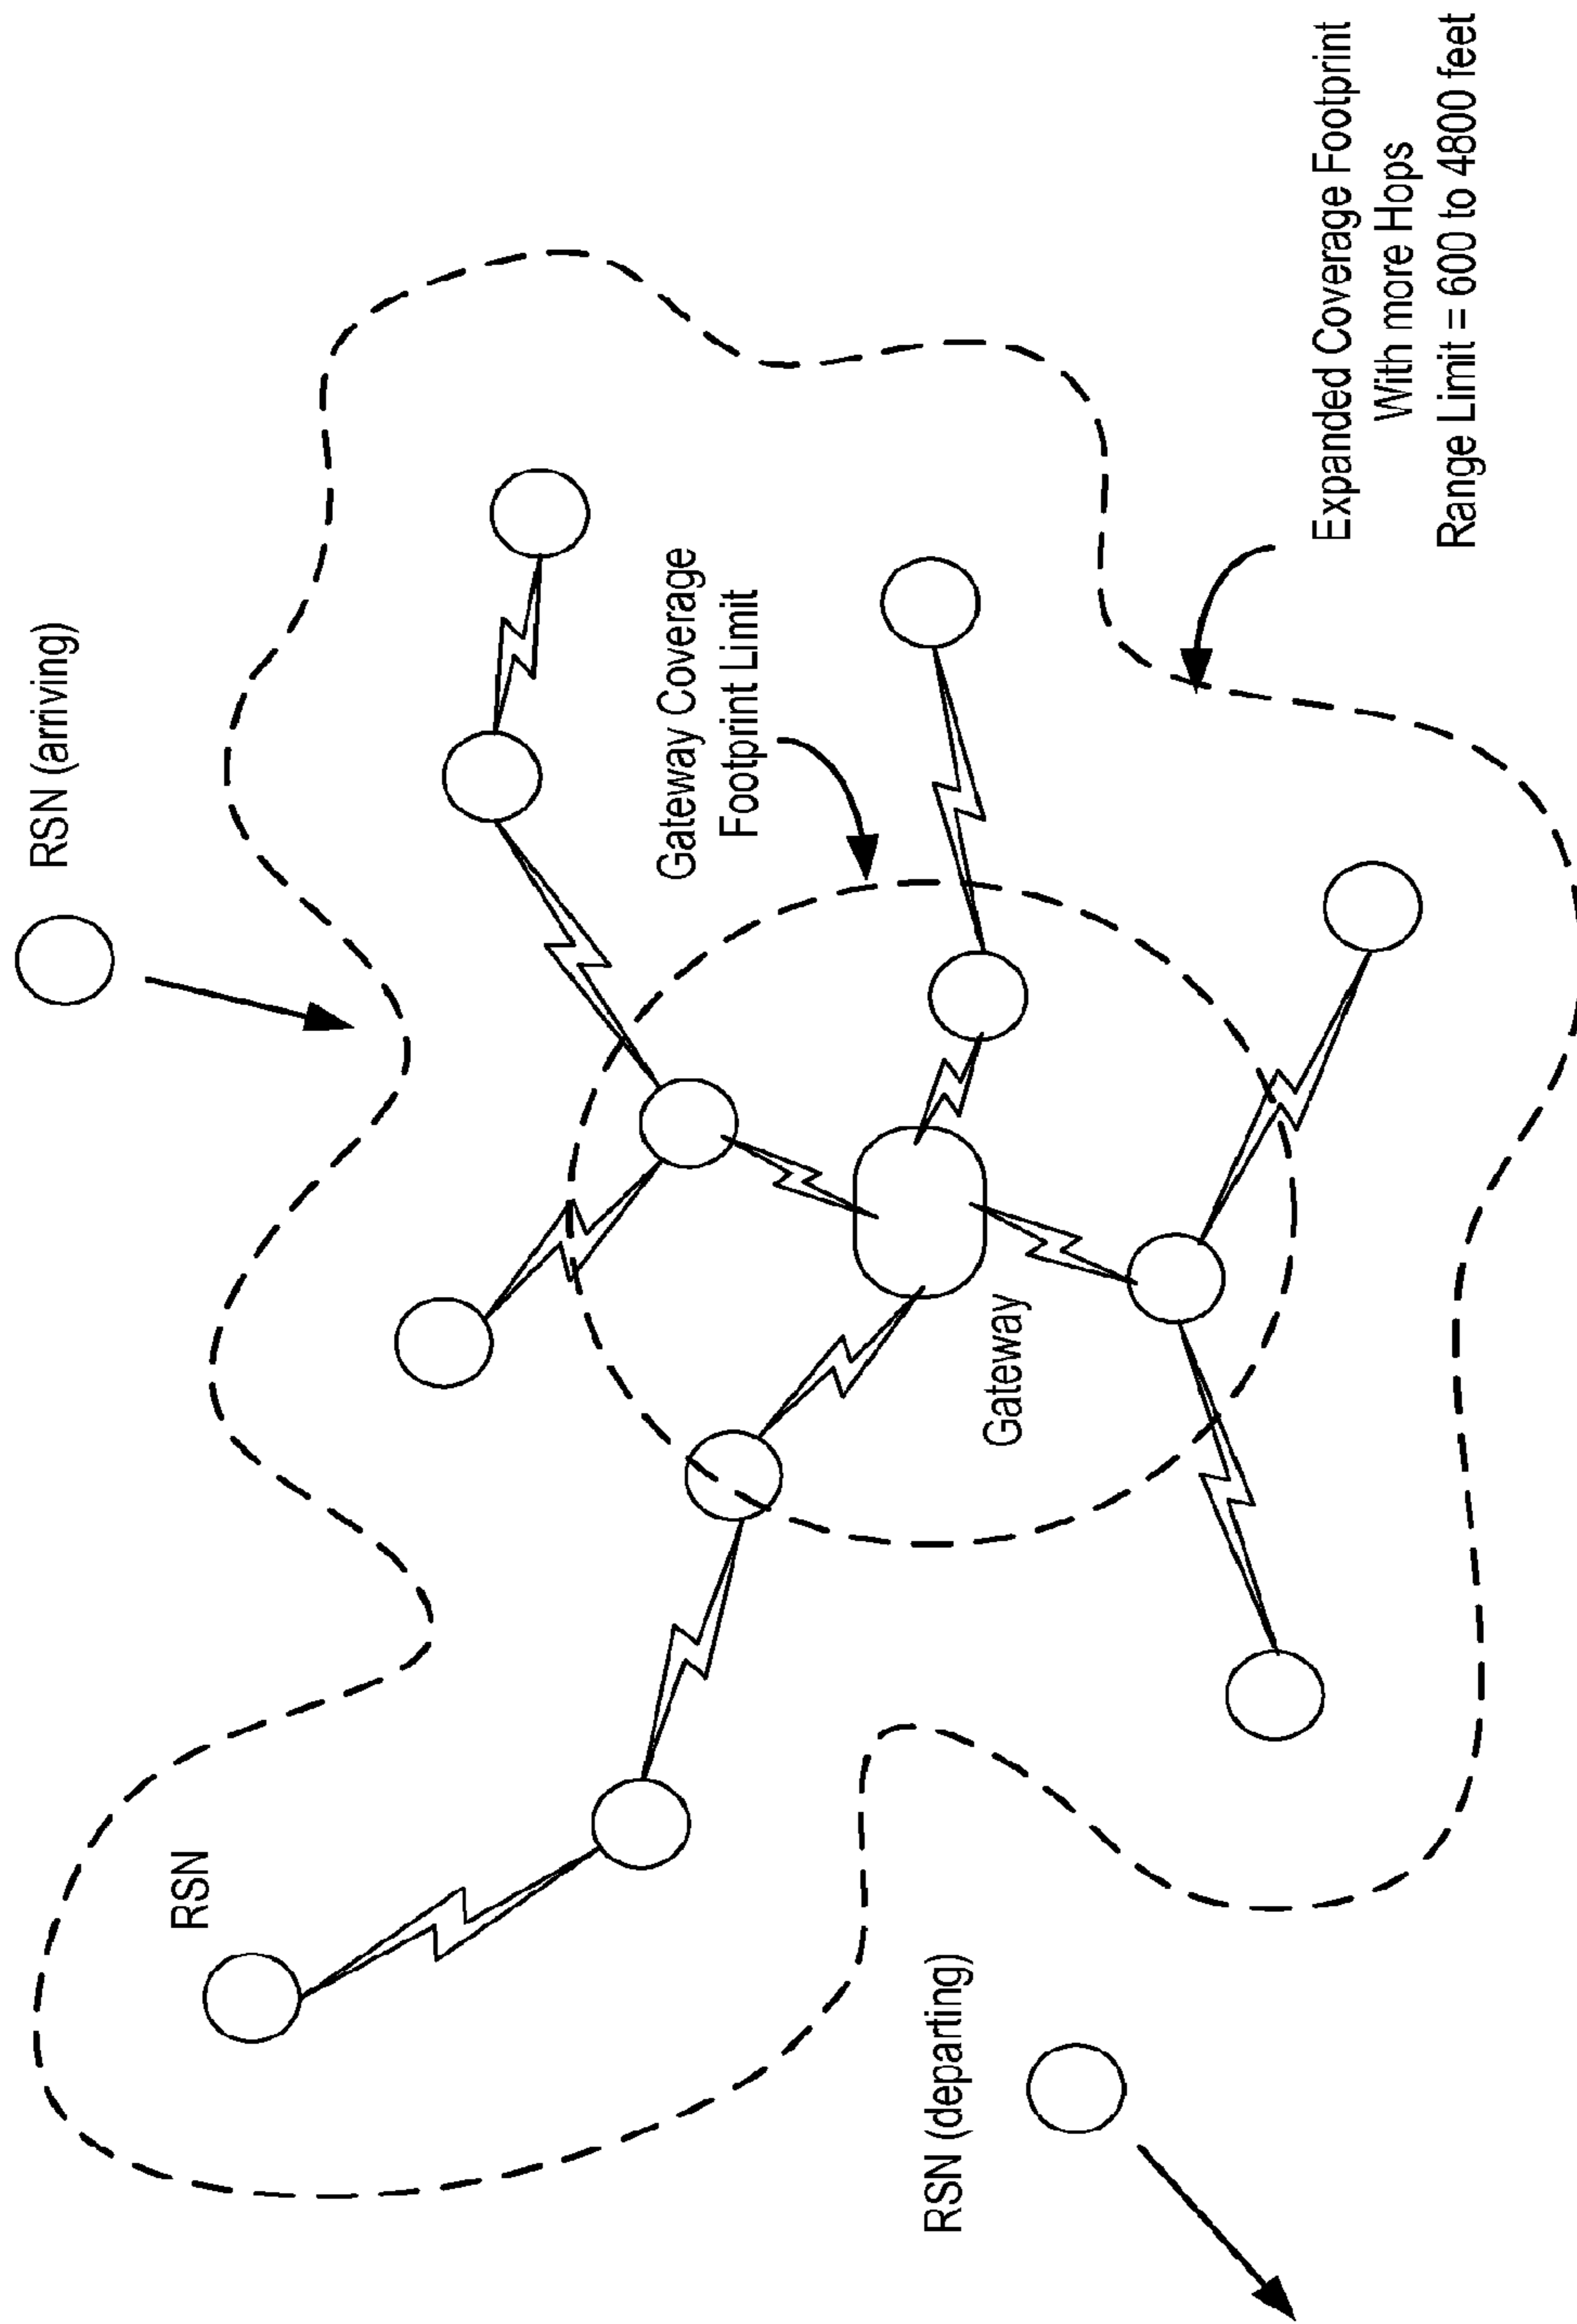 RSN (arriving)
RSN
Gateway Coverage
Footprint Limit
Gateway
RSN (departing)
Expanded Coverage Footprint
With more Hops
Range Limit = 600 to 4800 feet